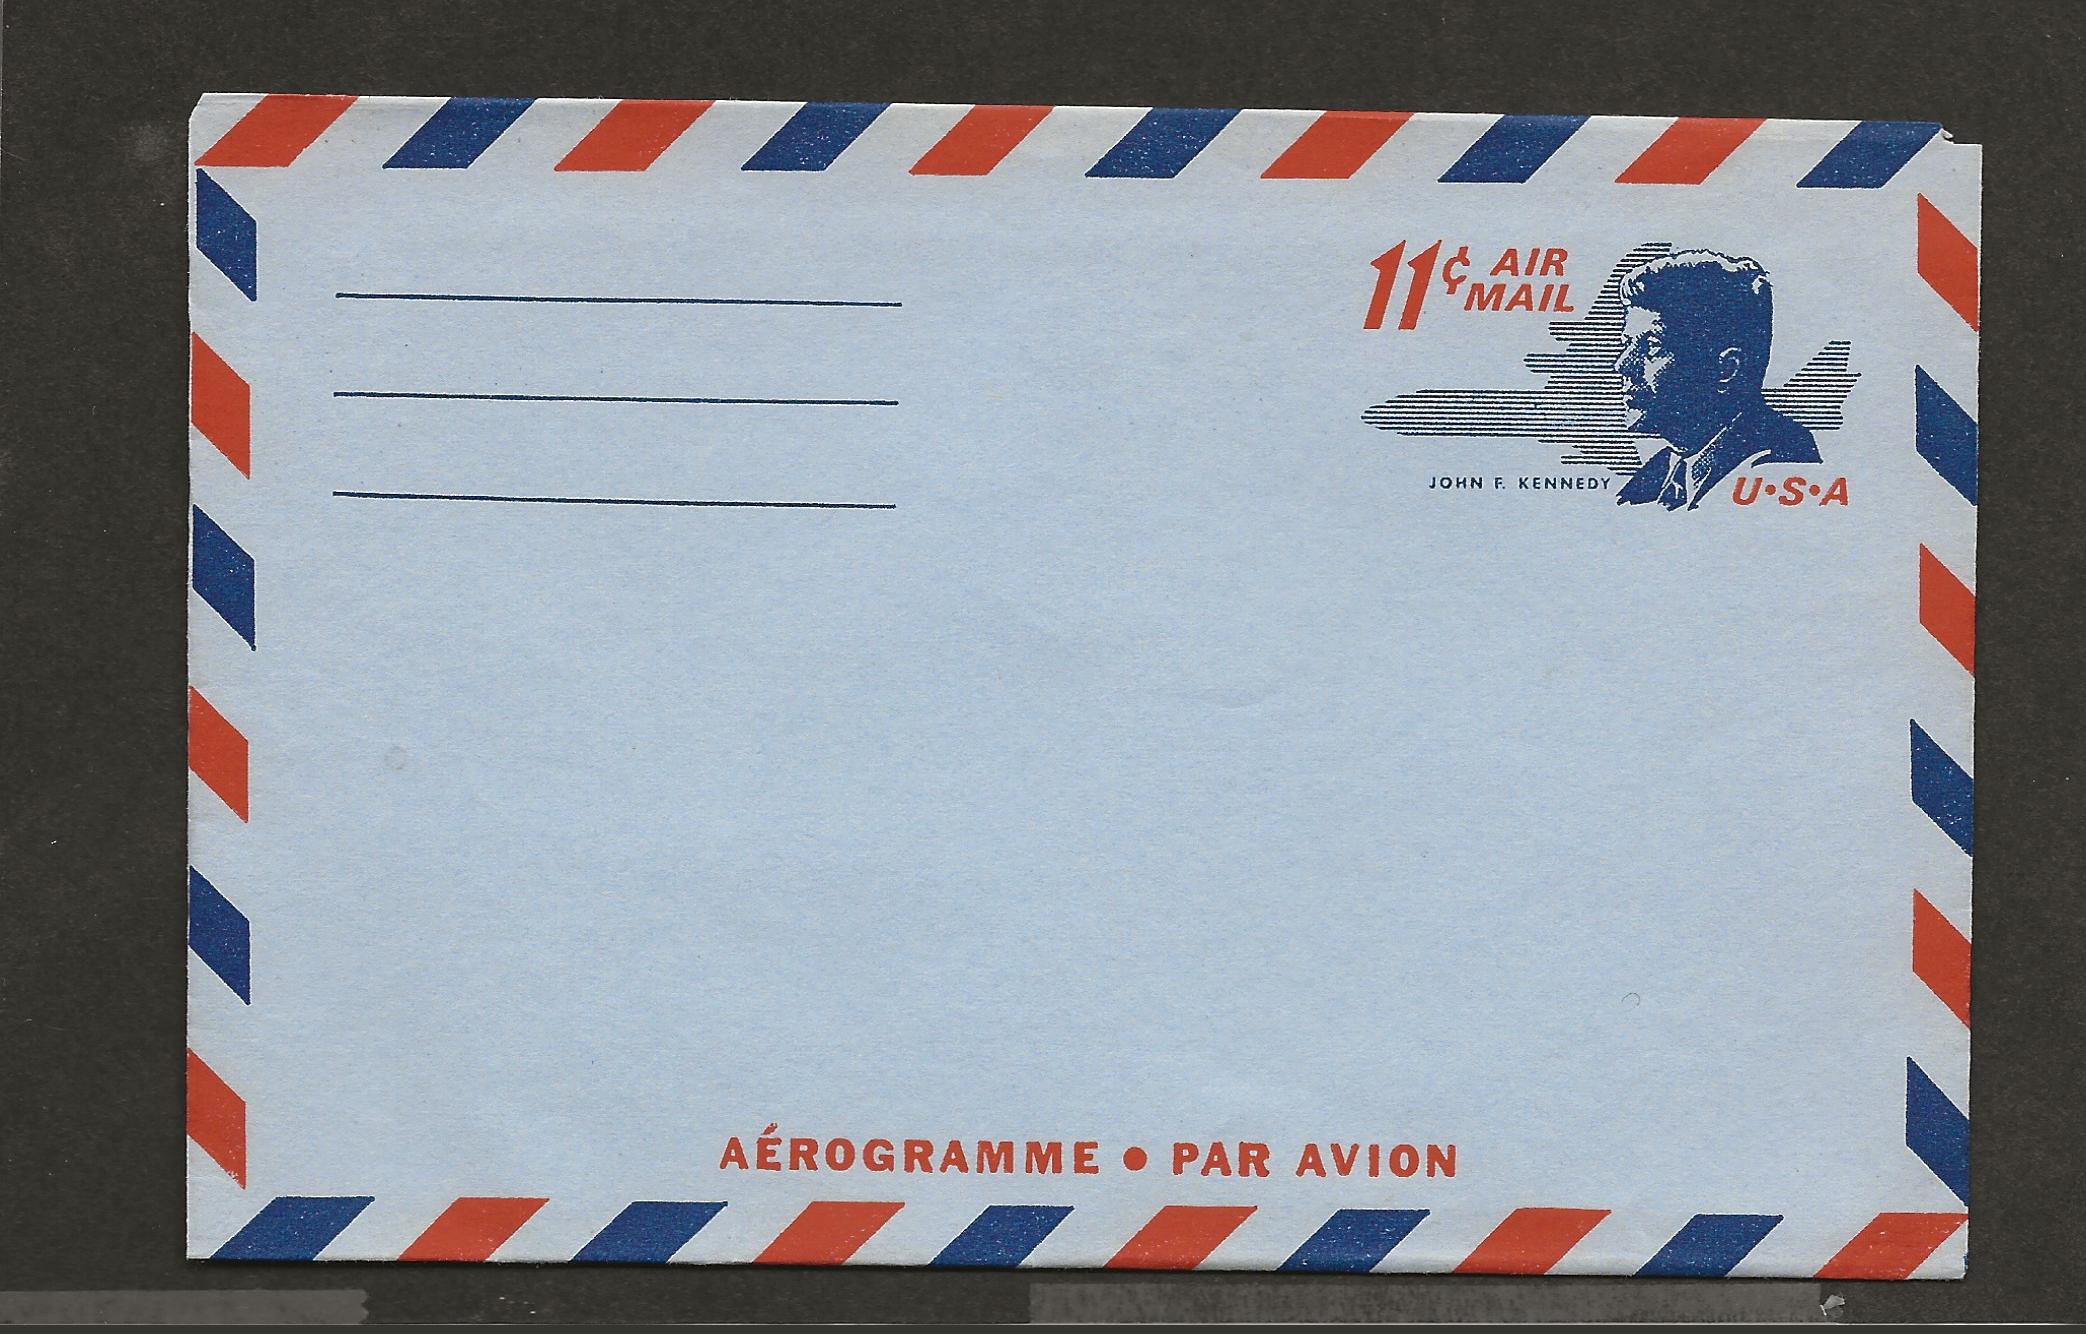 11¢ AIR
MAIL
JOHN F. KENNEDY
U•S•A
AÉROGRAMME • PAR AVION